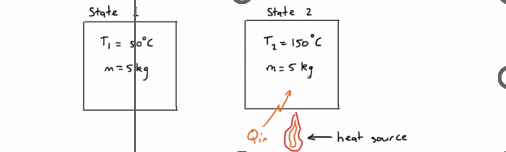 State 1
T₁ = 50°C
m = 5 kg
State 2
T₂ = 150°C
m = 5 kg
Qin
heat source